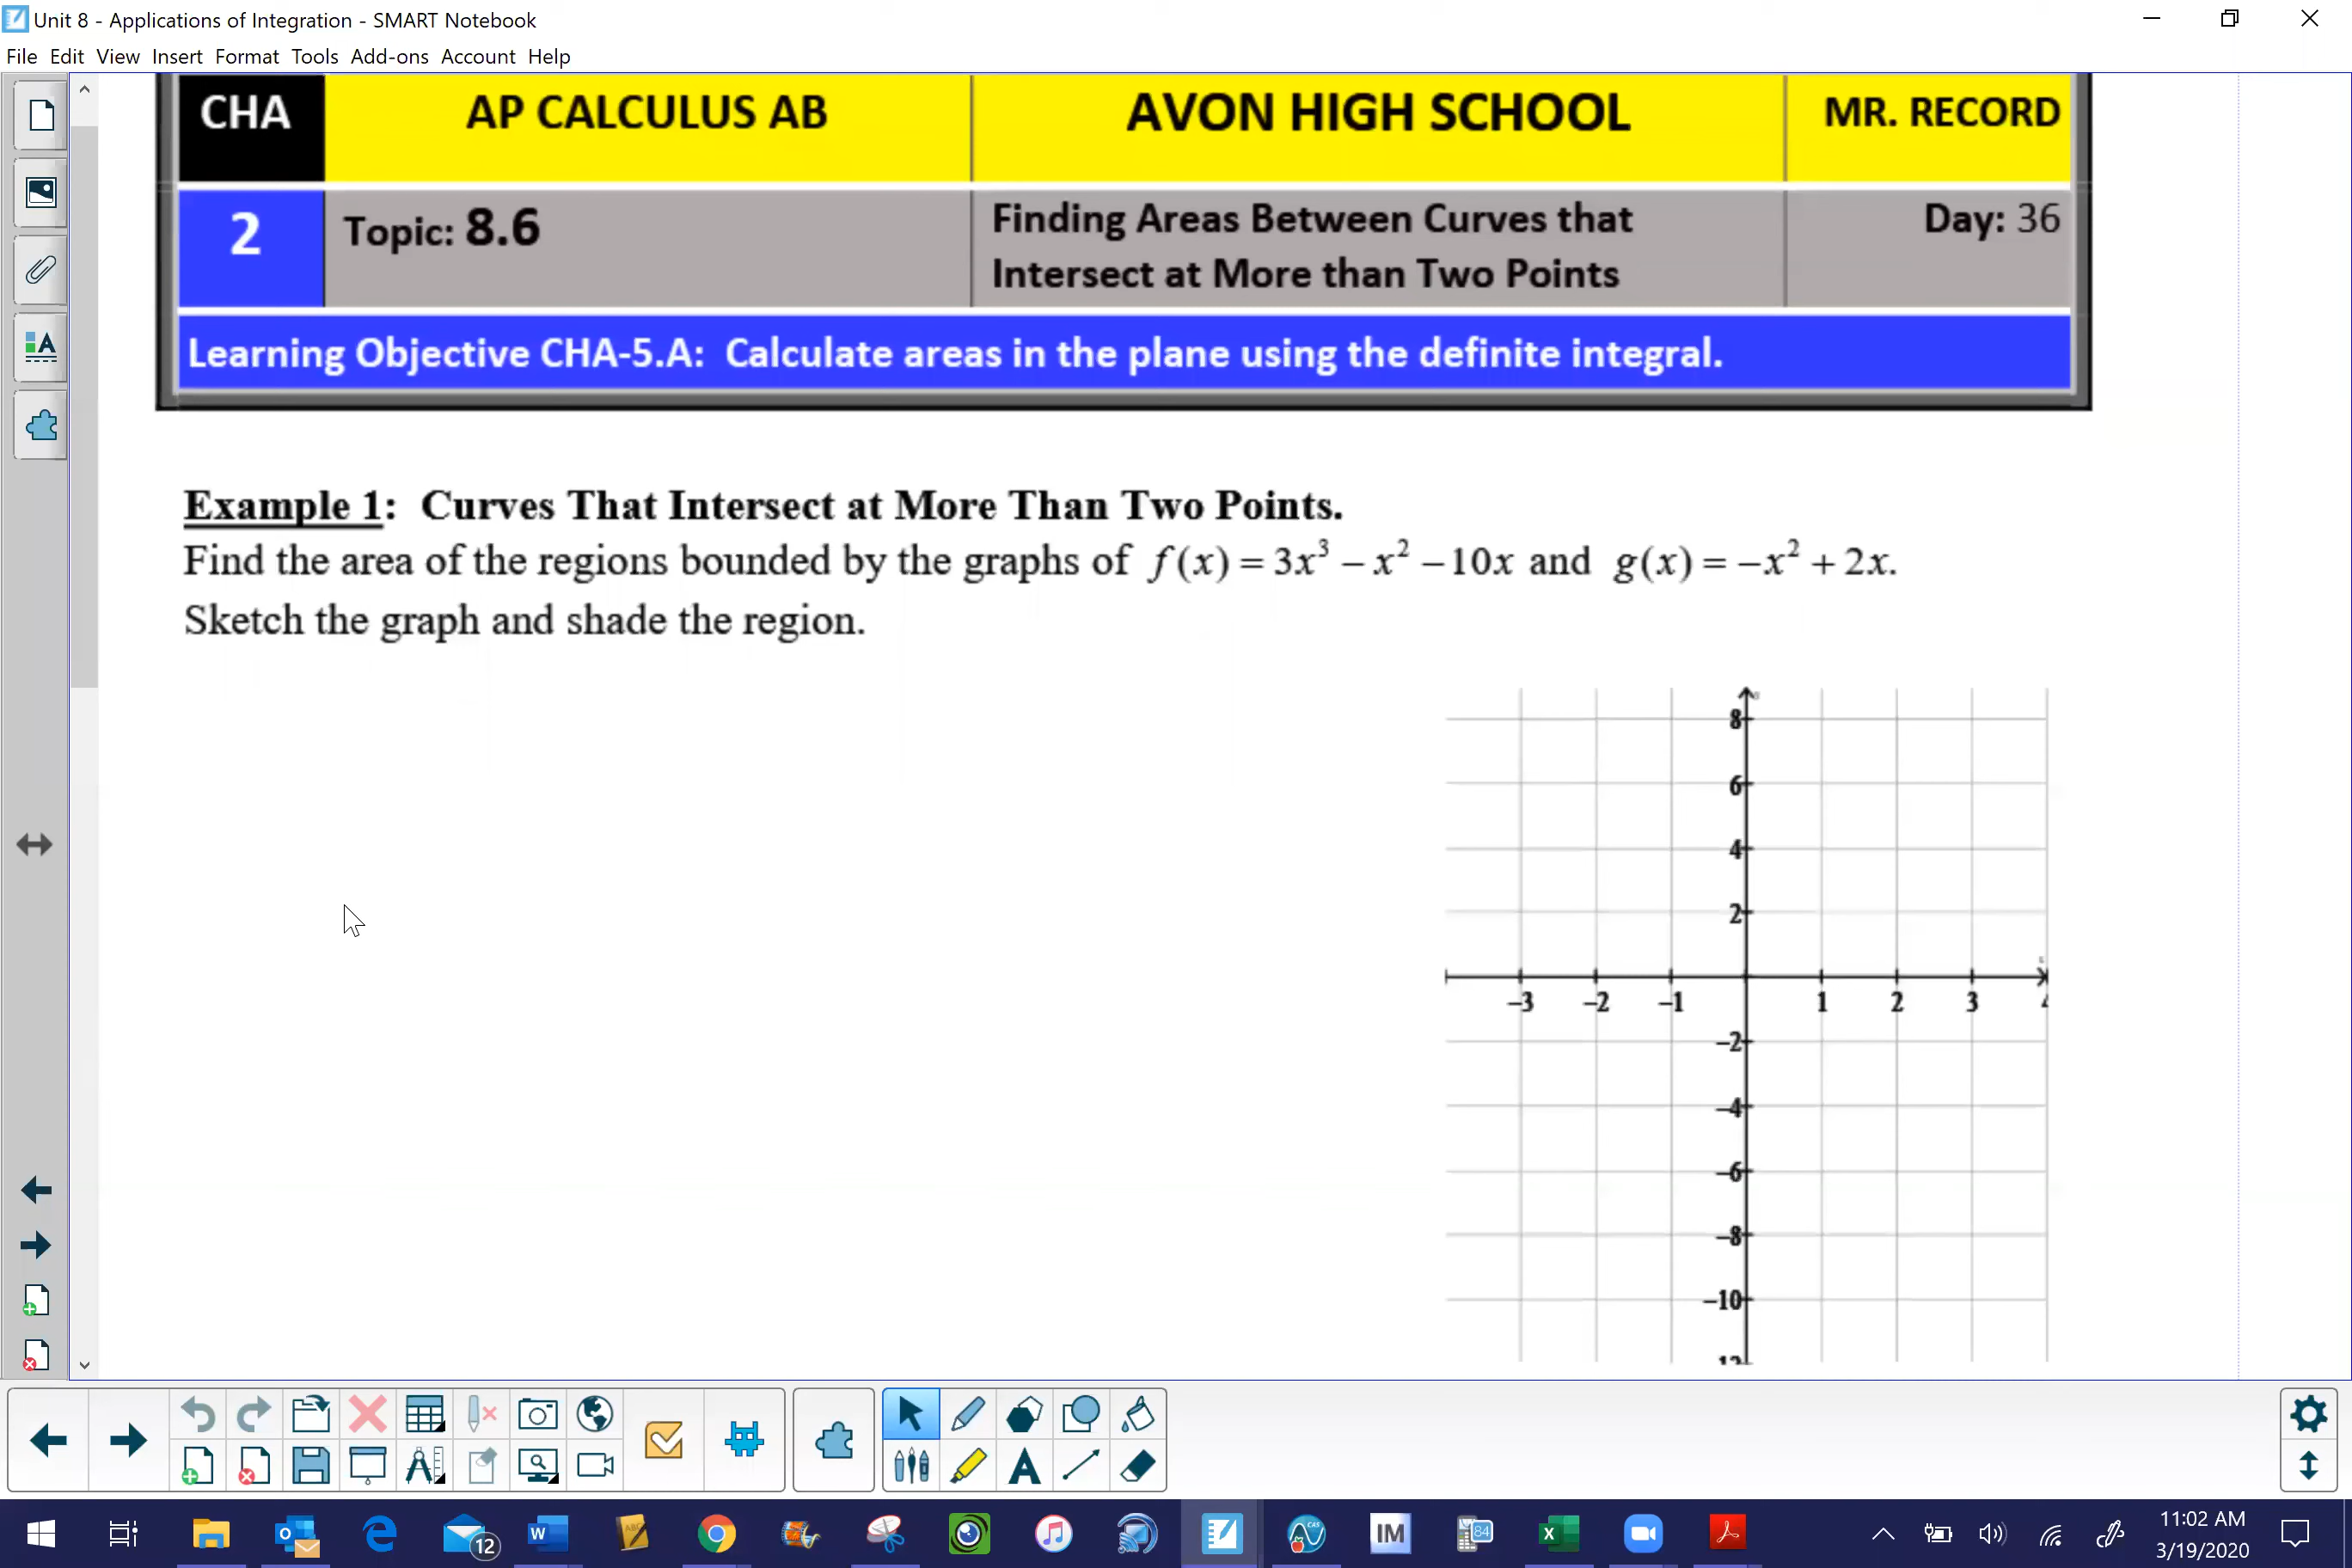 Unit 8 - Applications of Integration - SMART Notebook
File Edit View Insert Format Tools Add-ons Account Help
CHA AP CALCULUS AB AVON HIGH SCHOOL MR. RECORD
2 Topic: 8.6 Finding Areas Between Curves that Day: 36
Intersect at More than Two Points
Learning Objective CHA-5.A: Calculate areas in the plane using the definite integral.
Example 1: Curves That Intersect at More Than Two Points.
Find the area of the regions bounded by the graphs of f(x) = 3x³ − x² − 10x and g(x) = −x² + 2x.
Sketch the graph and shade the region.
8
6
4
2
−3 −2 −1 1 2 3
−2
−4
−6
−8
−10
12
IM 84
11:02 AM
3/19/2020